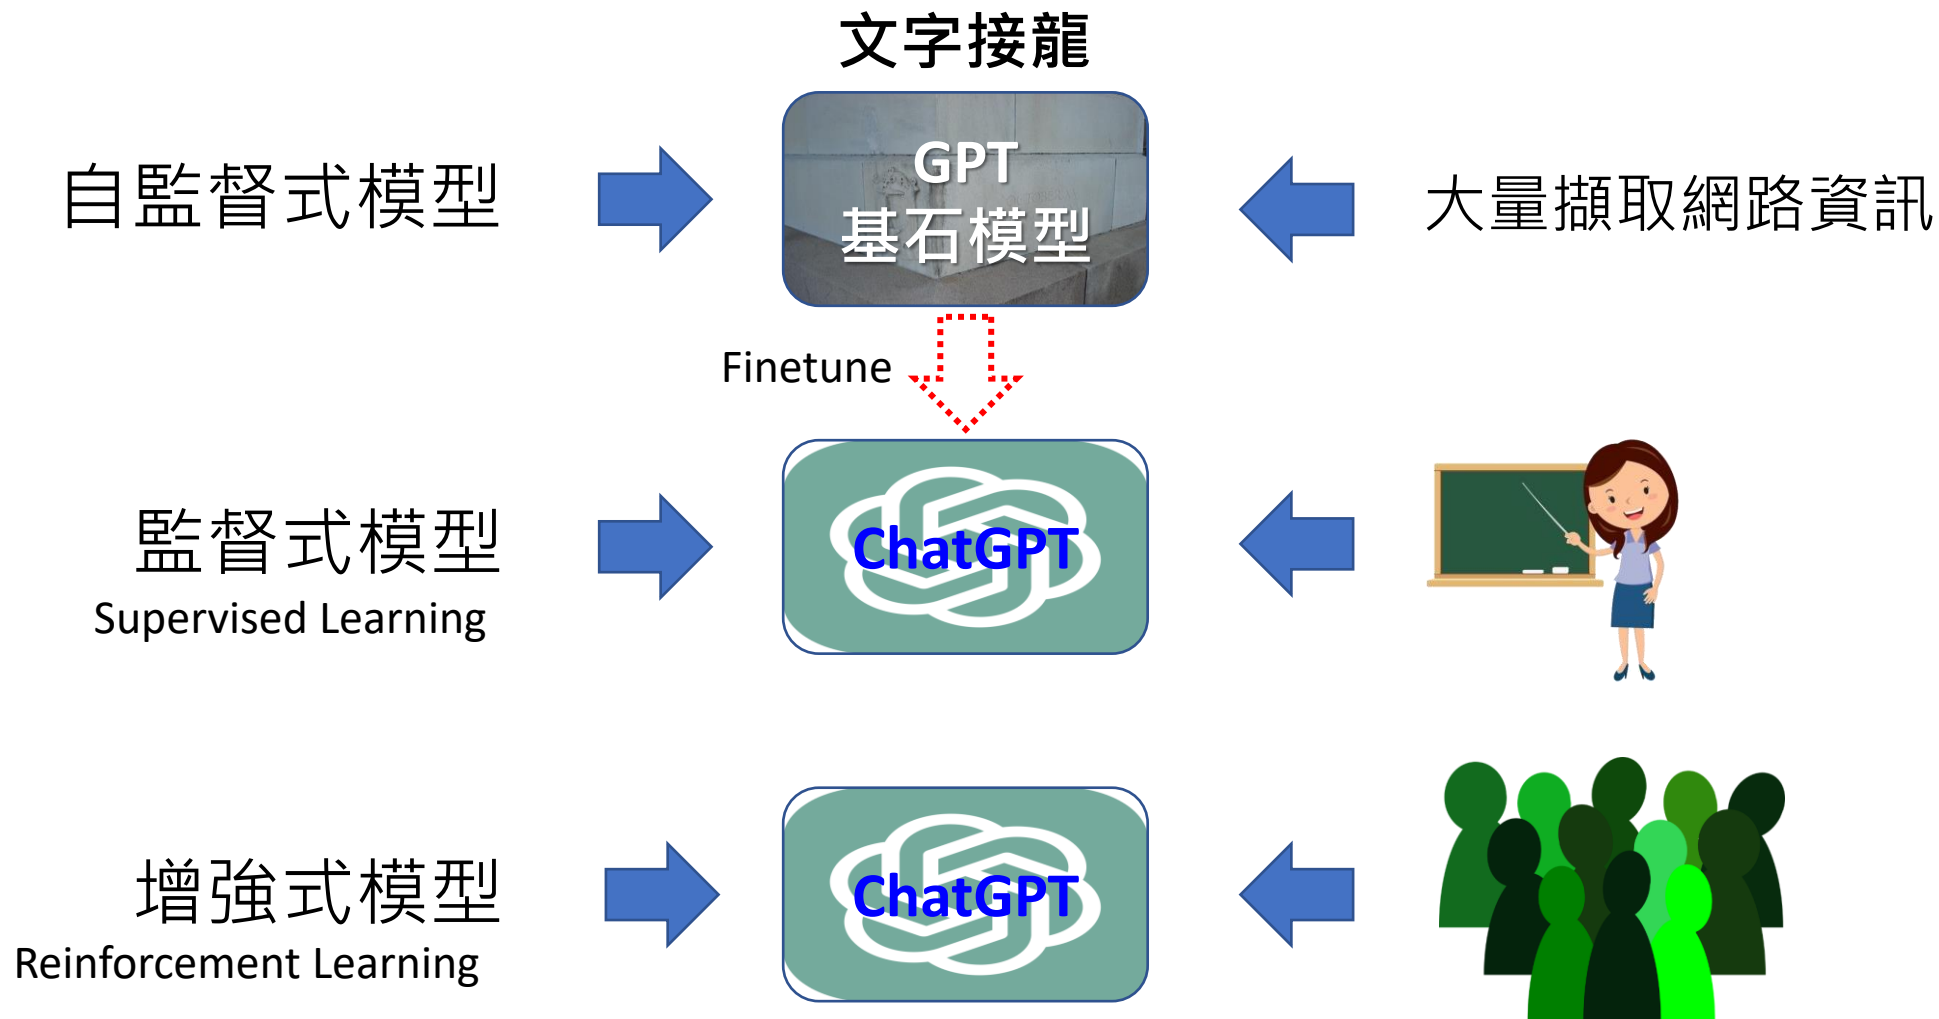 文字接龍
自監督式模型
GPT
基石模型
大量擷取網路資訊
Finetune
監督式模型
Supervised Learning
ChatGPT
增強式模型
Reinforcement Learning
ChatGPT